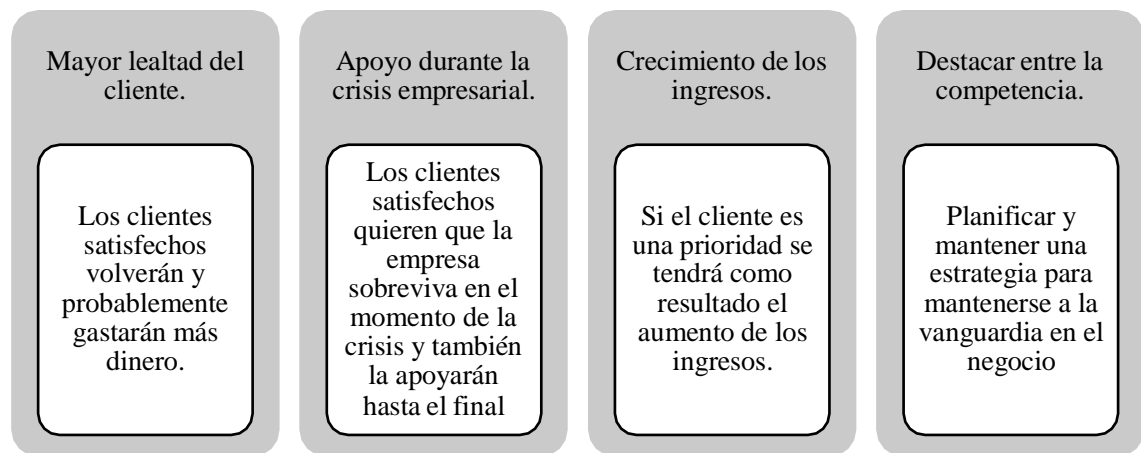 Mayor lealtad del
cliente.
Los clientes
satisfechos
volverán y
probablemente
gastarán más
dinero.
Apoyo durante la
crisis empresarial.
Los clientes
satisfechos
quieren que la
empresa
sobreviva en el
momento de la
crisis y también
la apoyarán
hasta el final
Crecimiento de los
ingresos.
Si el cliente es
una prioridad se
tendrá como
resultado el
aumento de los
ingresos.
Destacar entre la
competencia.
Planificar y
mantener una
estrategia para
mantenerse a la
vanguardia en el
negocio